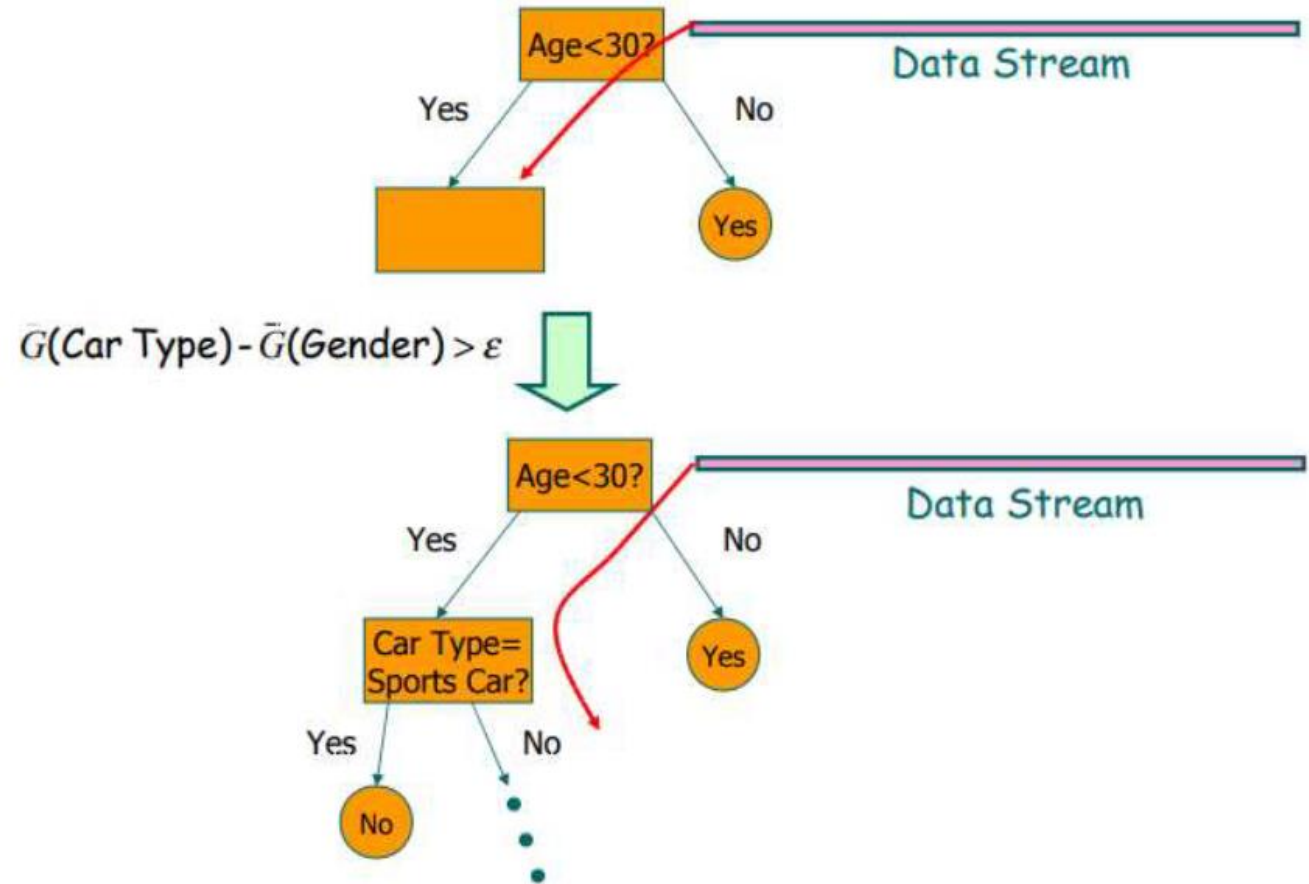 Age<30?
Data Stream
Yes
No
Yes
Ḡ(Car Type) - Ḡ(Gender) > ε
Age<30?
Data Stream
Yes
No
Car Type=
Sports Car?
Yes
Yes
No
No